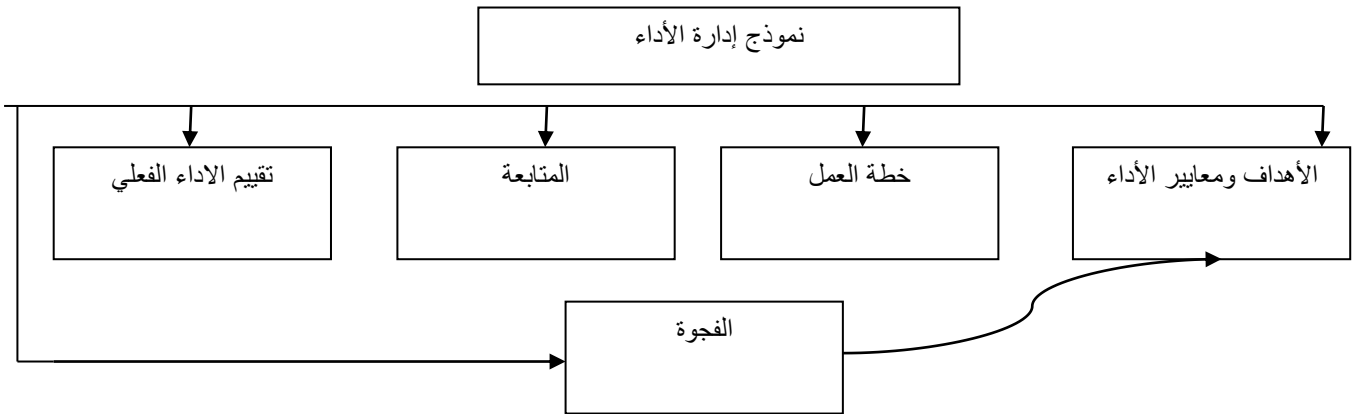 نموذج إدارة الأداء
الأهداف ومعايير الأداء
خطة العمل
المتابعة
تقييم الاداء الفعلي
الفجوة